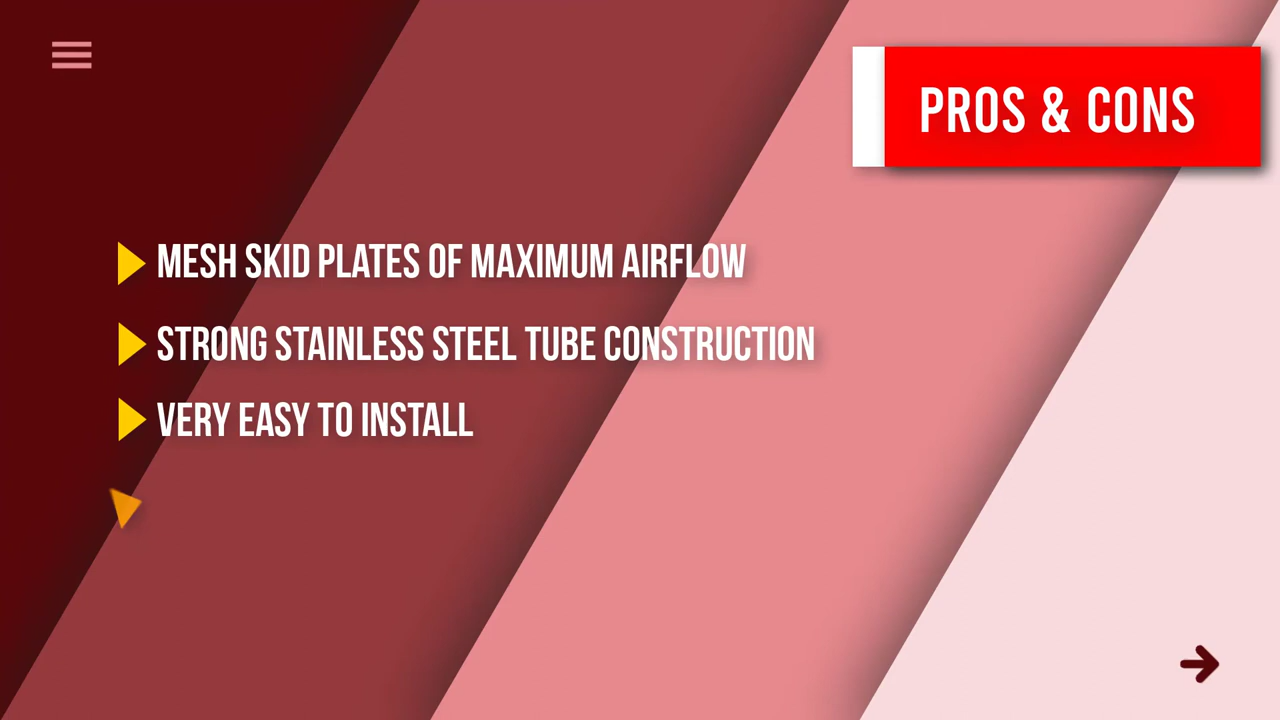 PROS & CONS
MESH SKID PLATES OF MAXIMUM AIRFLOW
STRONG STAINLESS STEEL TUBE CONSTRUCTION
VERY EASY TO INSTALL